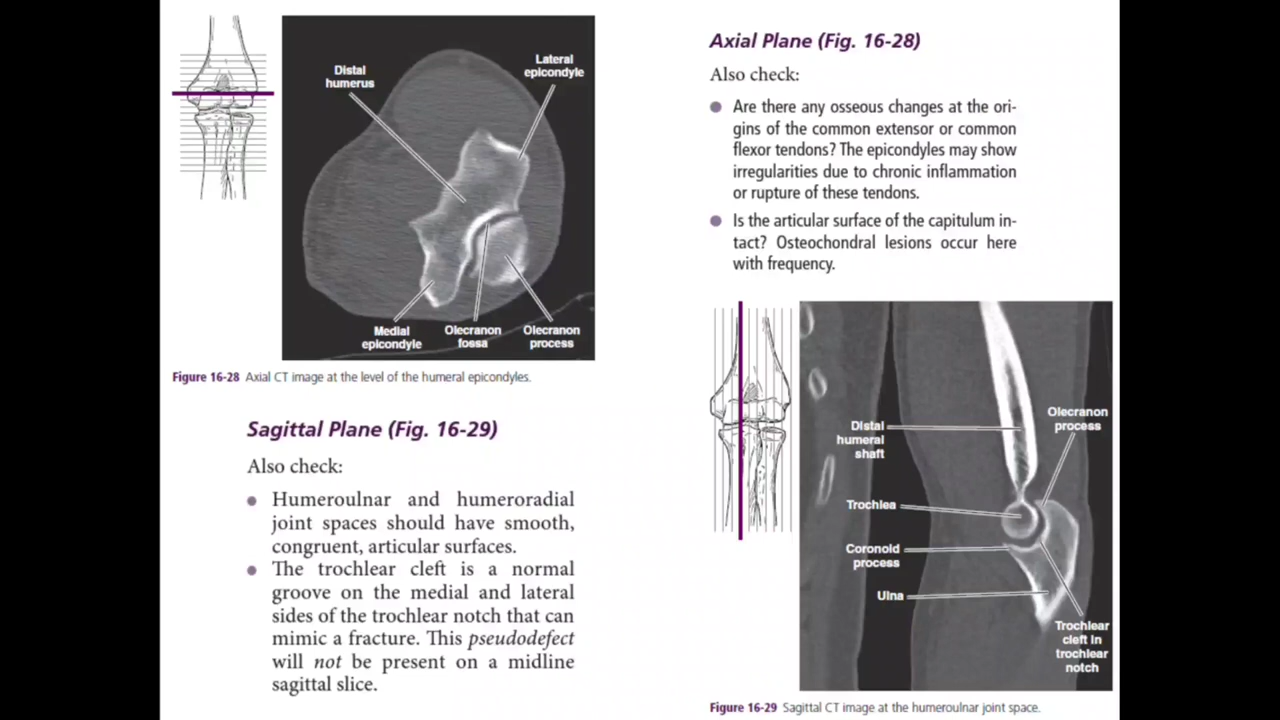 Distal
humerus
Lateral
epicondyle
Medial
epicondyle
Olecranon
fossa
Olecranon
process
Figure 16-28 Axial CT image at the level of the humeral epicondyles.
Sagittal Plane (Fig. 16-29)
Also check:
● Humeroulnar and humeroradial
joint spaces should have smooth,
congruent, articular surfaces.
● The trochlear cleft is a normal
groove on the medial and lateral
sides of the trochlear notch that can
mimic a fracture. This pseudodefect
will not be present on a midline
sagittal slice.
Axial Plane (Fig. 16-28)
Also check:
● Are there any osseous changes at the ori-
gins of the common extensor or common
flexor tendons? The epicondyles may show
irregularities due to chronic inflammation
or rupture of these tendons.
● Is the articular surface of the capitulum in-
tact? Osteochondral lesions occur here
with frequency.
Olecranon
process
Distal
humeral
shaft
Trochlea
Coronoid
process
Ulna
Trochlear
cleft in
trochlear
notch
Figure 16-29 Sagittal CT image at the humeroulnar joint space.